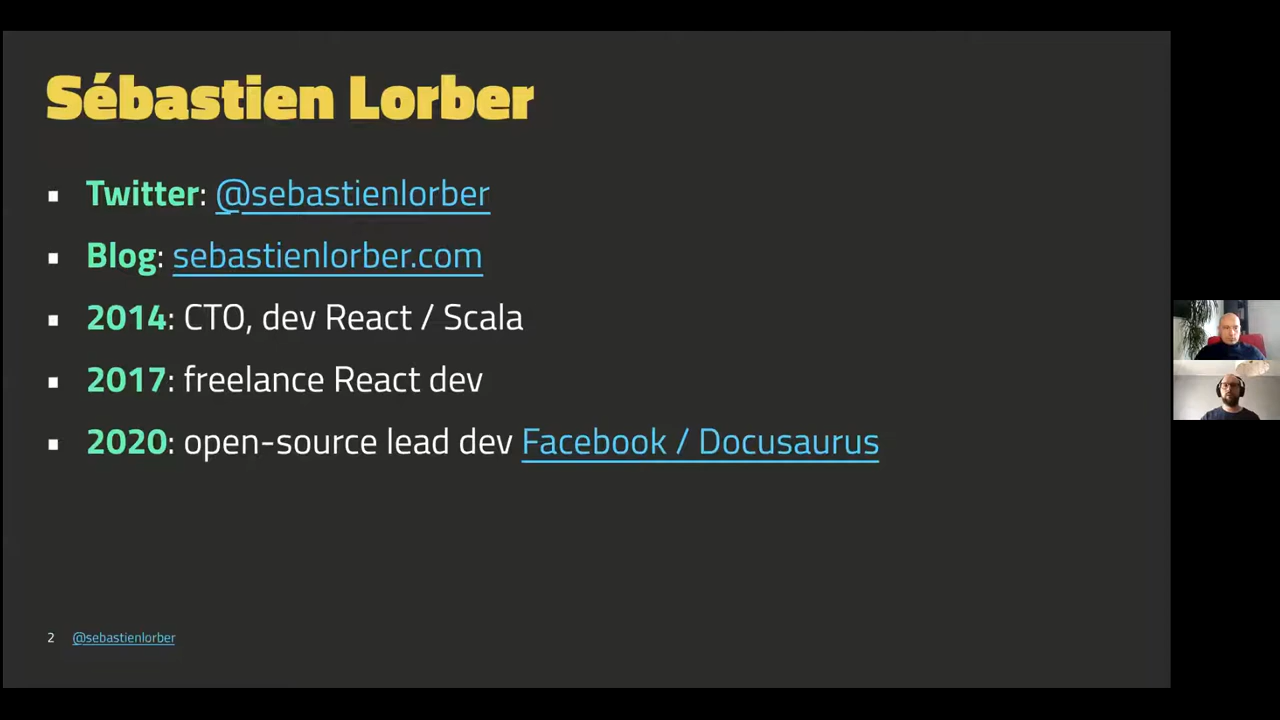 Sébastien Lorber
▪ Twitter: @sebastienlorber
▪ Blog: sebastienlorber.com
▪ 2014: CTO, dev React / Scala
▪ 2017: freelance React dev
▪ 2020: open-source lead dev Facebook / Docusaurus
2 @sebastienlorber